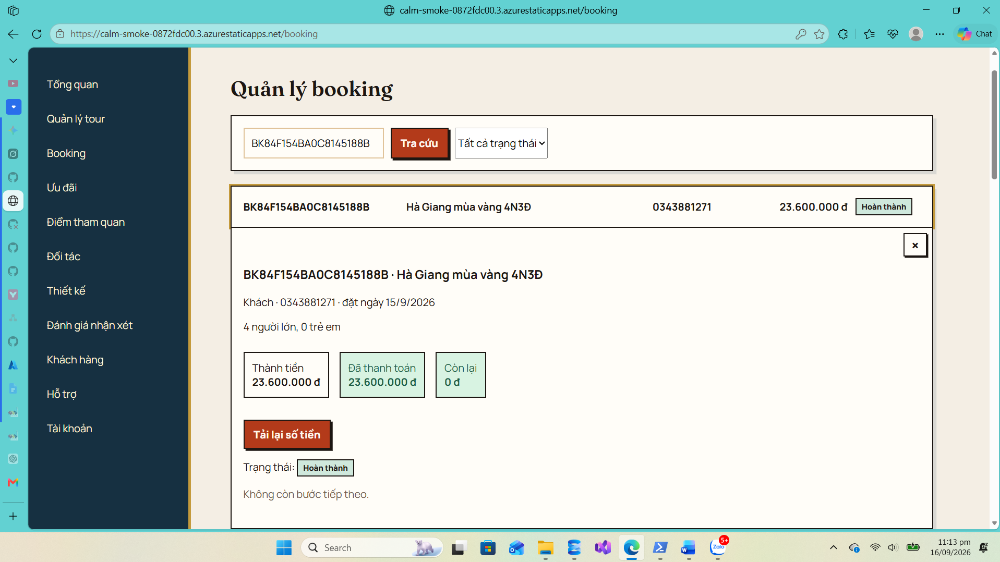 calm-smoke-0872fdc00.3.azurestaticapps.net/booking
https://calm-smoke-0872fdc00.3.azurestaticapps.net/booking
Chat
Tổng quan
Quản lý tour
Booking
Ưu đãi
Điểm tham quan
Đối tác
Thiết kế
Đánh giá nhận xét
Khách hàng
Hỗ trợ
Tài khoản
Quản lý booking
BK84F154BA0C8145188B Tra cứu Tất cả trạng thái
BK84F154BA0C8145188B Hà Giang mùa vàng 4N3Đ 0343881271 23.600.000 đ Hoàn thành
×
BK84F154BA0C8145188B · Hà Giang mùa vàng 4N3Đ
Khách · 0343881271 · đặt ngày 15/9/2026
4 người lớn, 0 trẻ em
Thành tiền
23.600.000 đ
Đã thanh toán
23.600.000 đ
Còn lại
0 đ
Tải lại số tiền
Trạng thái: Hoàn thành
Không còn bước tiếp theo.
Search
Zalo
5+
11:13 pm
16/09/2026